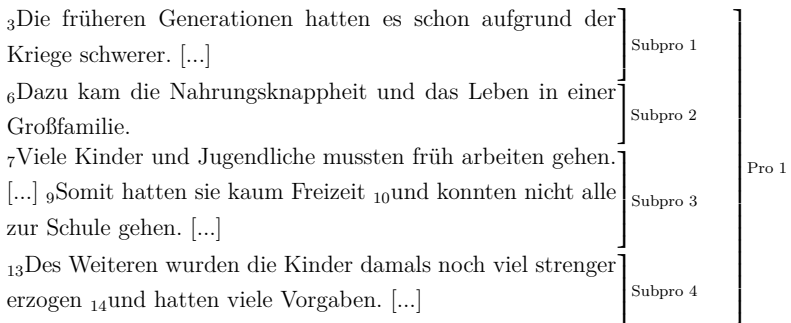 3Die früheren Generationen hatten es schon aufgrund der
Kriege schwerer. [...]
Subpro 1
6Dazu kam die Nahrungsknappheit und das Leben in einer
Großfamilie.
Subpro 2
7Viele Kinder und Jugendliche mussten früh arbeiten gehen.
[...] 9Somit hatten sie kaum Freizeit 10und konnten nicht alle
zur Schule gehen. [...]
Subpro 3
13Des Weiteren wurden die Kinder damals noch viel strenger
erzogen 14und hatten viele Vorgaben. [...]
Subpro 4
Pro 1